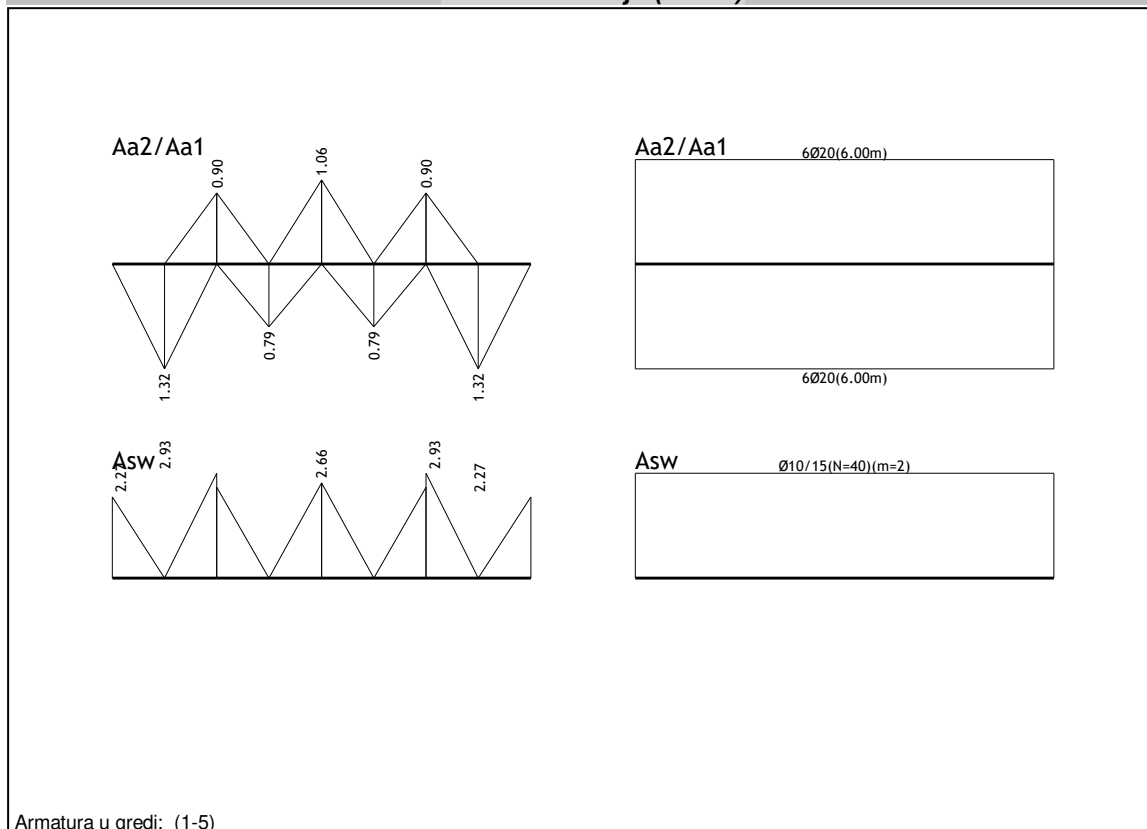 Aa2/Aa1
0.90
1.06
0.90
1.32
0.79
0.79
1.32
Aa2/Aa1
6Ø20(6.00m)
6Ø20(6.00m)
Asw
2.27
2.93
2.66
2.93
2.27
Asw
Ø10/15(N=40)(m=2)
Armatura u gredi: (1-5)